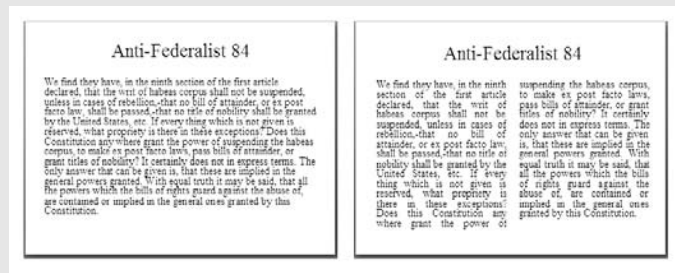 Anti-Federalist 84
We find they have, in the ninth section of the first article
declared, that the writ of habeas corpus shall not be suspended,
unless in cases of rebellion,-that no bill of attainder, or ex post
facto law, shall be passed,-that no title of nobility shall be granted
by the United States, etc. If every thing which is not given is
reserved, what propriety is there in these exceptions? Does this
Constitution any where grant the power of suspending the habeas
corpus, to make ex post facto laws, pass bills of attainder, or
grant titles of nobility? It certainly does not in express terms. The
only answer that can be given is, that these are implied in the
general powers granted. With equal truth it may be said, that all
the powers which the bills of rights guard against the abuse of,
are contained or implied in the general ones granted by this
Constitution.
Anti-Federalist 84
We find they have, in the ninth
section of the first article
declared, that the writ of
habeas corpus shall not be
suspended, unless in cases of
rebellion,-that no bill of
attainder, or ex post facto law,
shall be passed,-that no title of
nobility shall be granted by the
United States, etc. If every
thing which is not given is
reserved, what propriety is
there in these exceptions?
Does this Constitution any
where grant the power of
suspending the habeas corpus,
to make ex post facto laws,
pass bills of attainder, or grant
titles of nobility? It certainly
does not in express terms. The
only answer that can be given
is, that these are implied in the
general powers granted. With
equal truth it may be said, that
all the powers which the bills
of rights guard against the
abuse of, are contained or
implied in the general ones
granted by this Constitution.